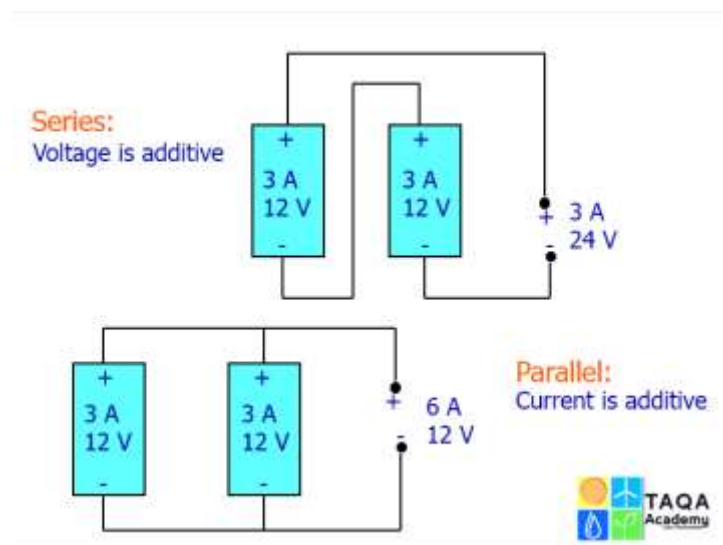 Series:
Voltage is additive
+
3 A
12 V
-
+
3 A
12 V
-
+ 3 A
- 24 V
+
3 A
12 V
-
+
3 A
12 V
-
+ 6 A
- 12 V
Parallel:
Current is additive
TAQA
Academy